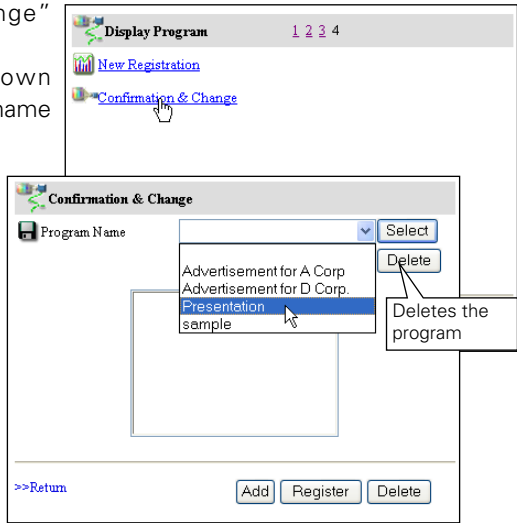 nge”
own
name
Display Program 1 2 3 4
New Registration
Confirmation & Change
Confirmation & Change
Program Name Select
Delete
Advertisement for A Corp
Advertisement for D Corp.
Presentation
sample
Deletes the
program
>>Return Add Register Delete